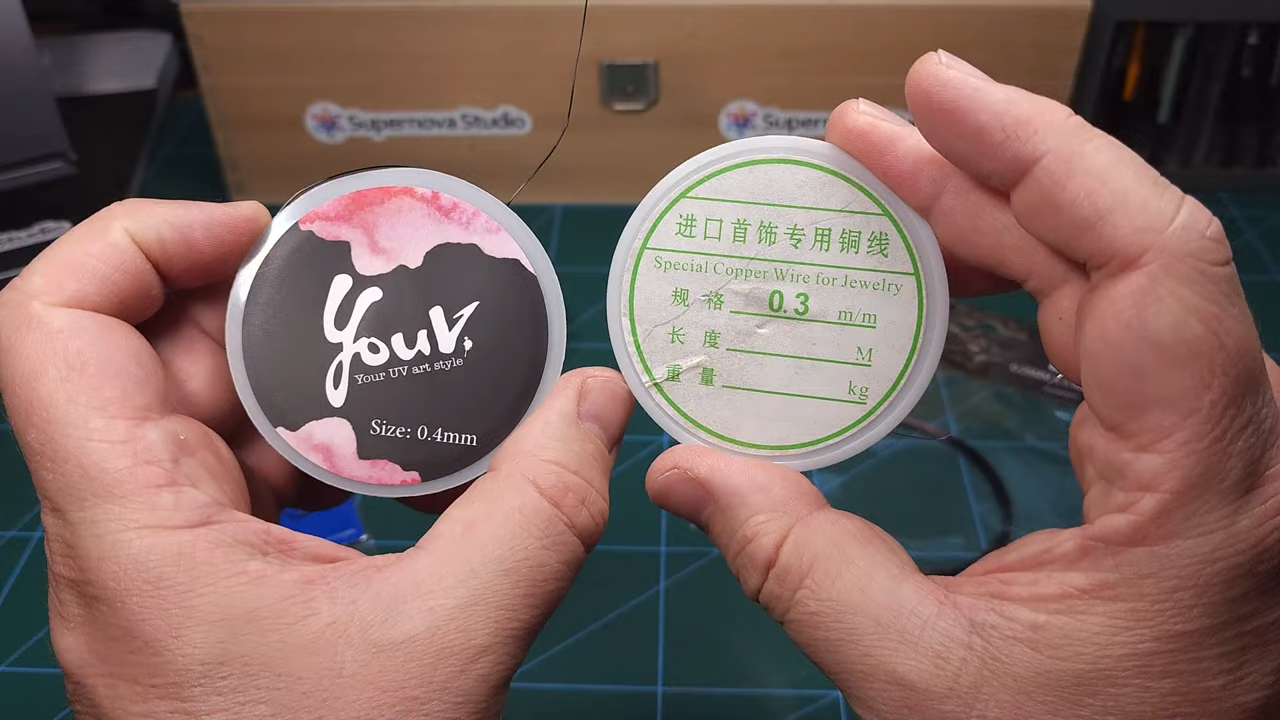 Supernova Studio
Supernova
Youv.
Your UV art style
Size: 0.4mm
进口首饰专用铜线
Special Copper Wire for Jewelry
规 格 0.3 m/m
长 度 M
重 量 kg